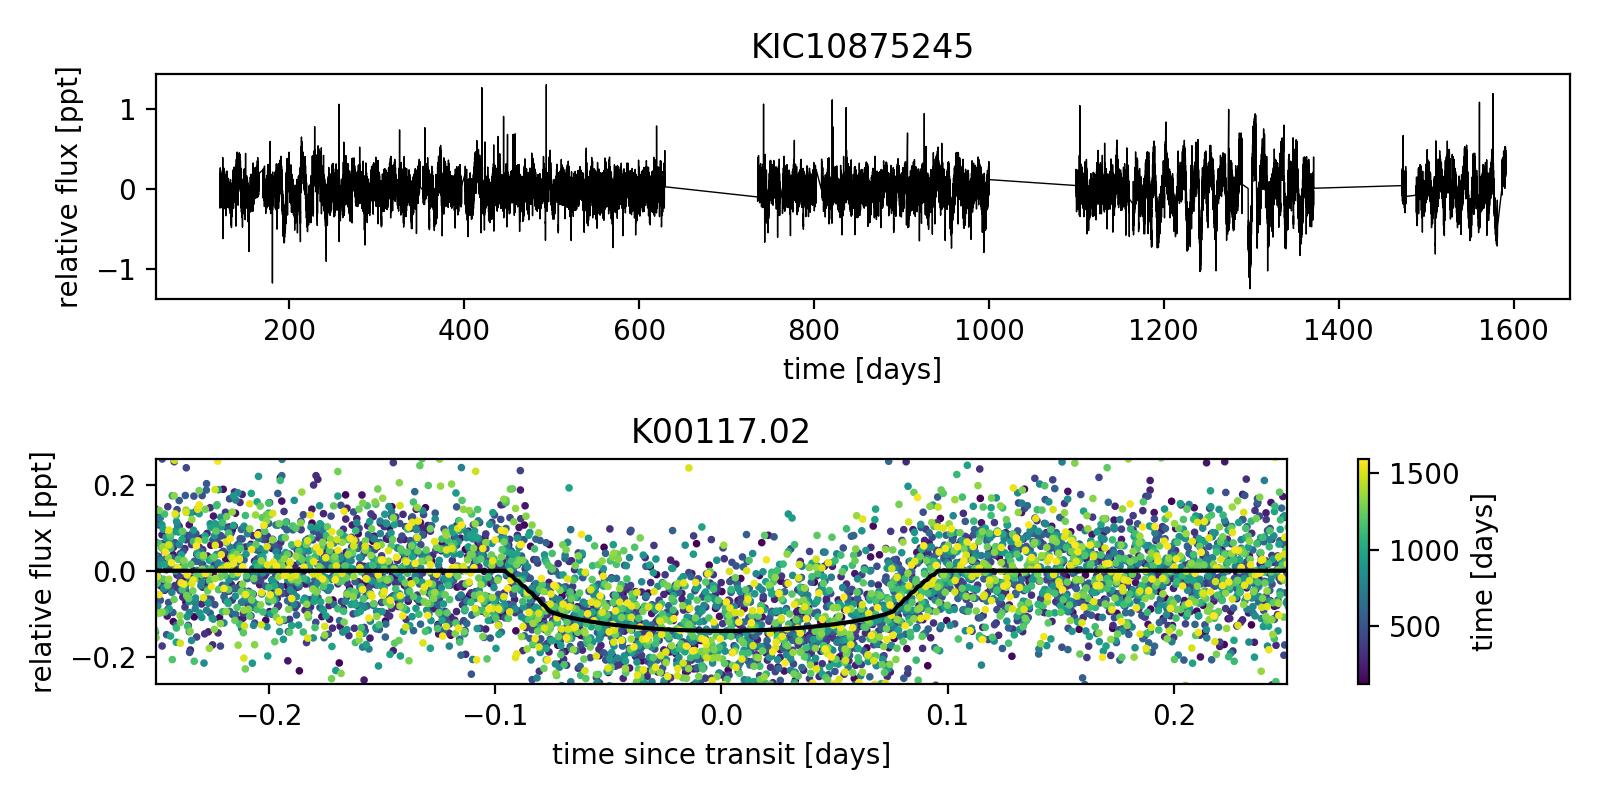 KIC10875245
relative flux [ppt]
1
0
−1
200 400 600 800 1000 1200 1400 1600
time [days]
K00117.02
relative flux [ppt]
0.2
0.0
−0.2
−0.2 −0.1 0.0 0.1 0.2
time since transit [days]
1500
1000
500
time [days]